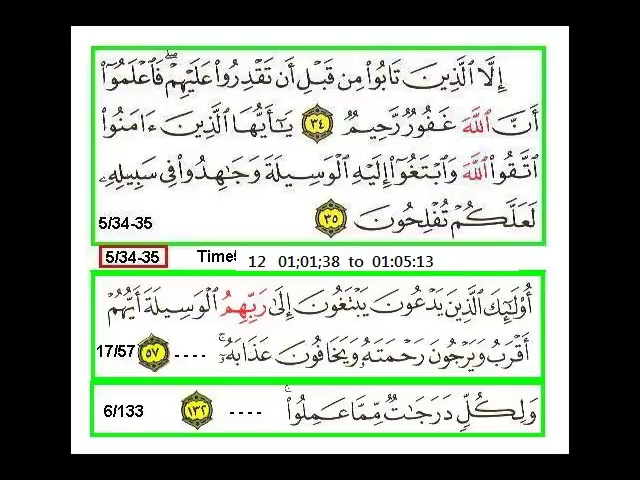 إِلَّا ٱلَّذِينَ تَابُوا۟ مِن قَبْلِ أَن تَقْدِرُوا۟ عَلَيْهِمْ ۖ فَٱعْلَمُوٓا۟
أَنَّ ٱللَّهَ غَفُورٌ رَّحِيمٌ ٣٤ يَـٰٓأَيُّهَا ٱلَّذِينَ ءَامَنُوا۟
ٱتَّقُوا۟ ٱللَّهَ وَٱبْتَغُوٓا۟ إِلَيْهِ ٱلْوَسِيلَةَ وَجَـٰهِدُوا۟ فِى سَبِيلِهِۦ
لَعَلَّكُمْ تُفْلِحُونَ ٣٥ 5/34-35
5/34-35 Time 12 01;01;38 to 01:05:13
أُو۟لَـٰٓئِكَ ٱلَّذِينَ يَدْعُونَ يَبْتَغُونَ إِلَىٰ رَبِّهِمُ ٱلْوَسِيلَةَ أَيُّهُمْ
أَقْرَبُ وَيَرْجُونَ رَحْمَتَهُۥ وَيَخَافُونَ عَذَابَهُۥٓ ۚ ---- ٥٧ 17/57
وَلِكُلٍّ دَرَجَـٰتٌ مِّمَّا عَمِلُوا۟ ۚ ---- ١٣٢ 6/133